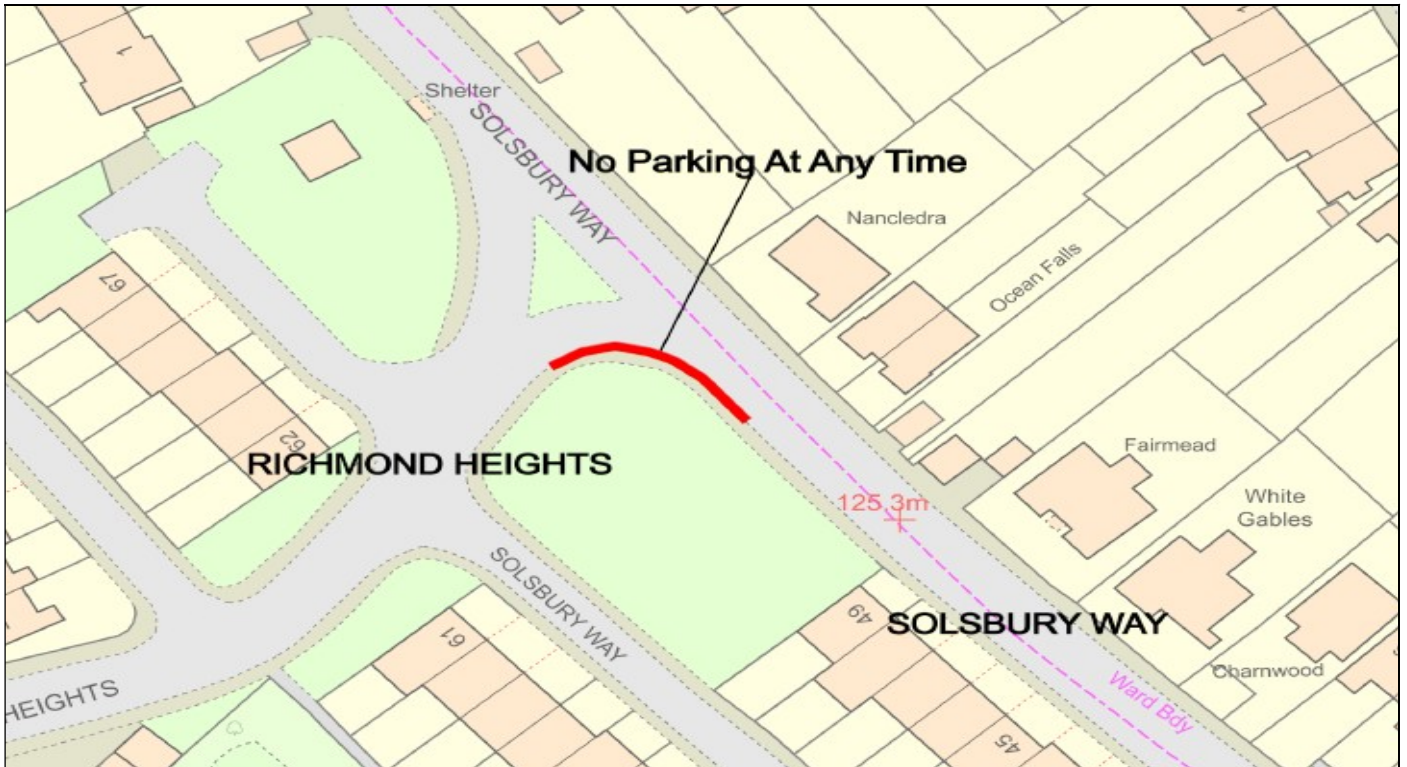 1
Shelter
SOLSBURY WAY
No Parking At Any Time
Nancledra
Ocean Falls
67
62
RICHMOND HEIGHTS
Fairmead
125.3m
White
Gables
SOLSBURY WAY
49
SOLSBURY WAY
61
Charnwood
HEIGHTS
Ward Bdy
45